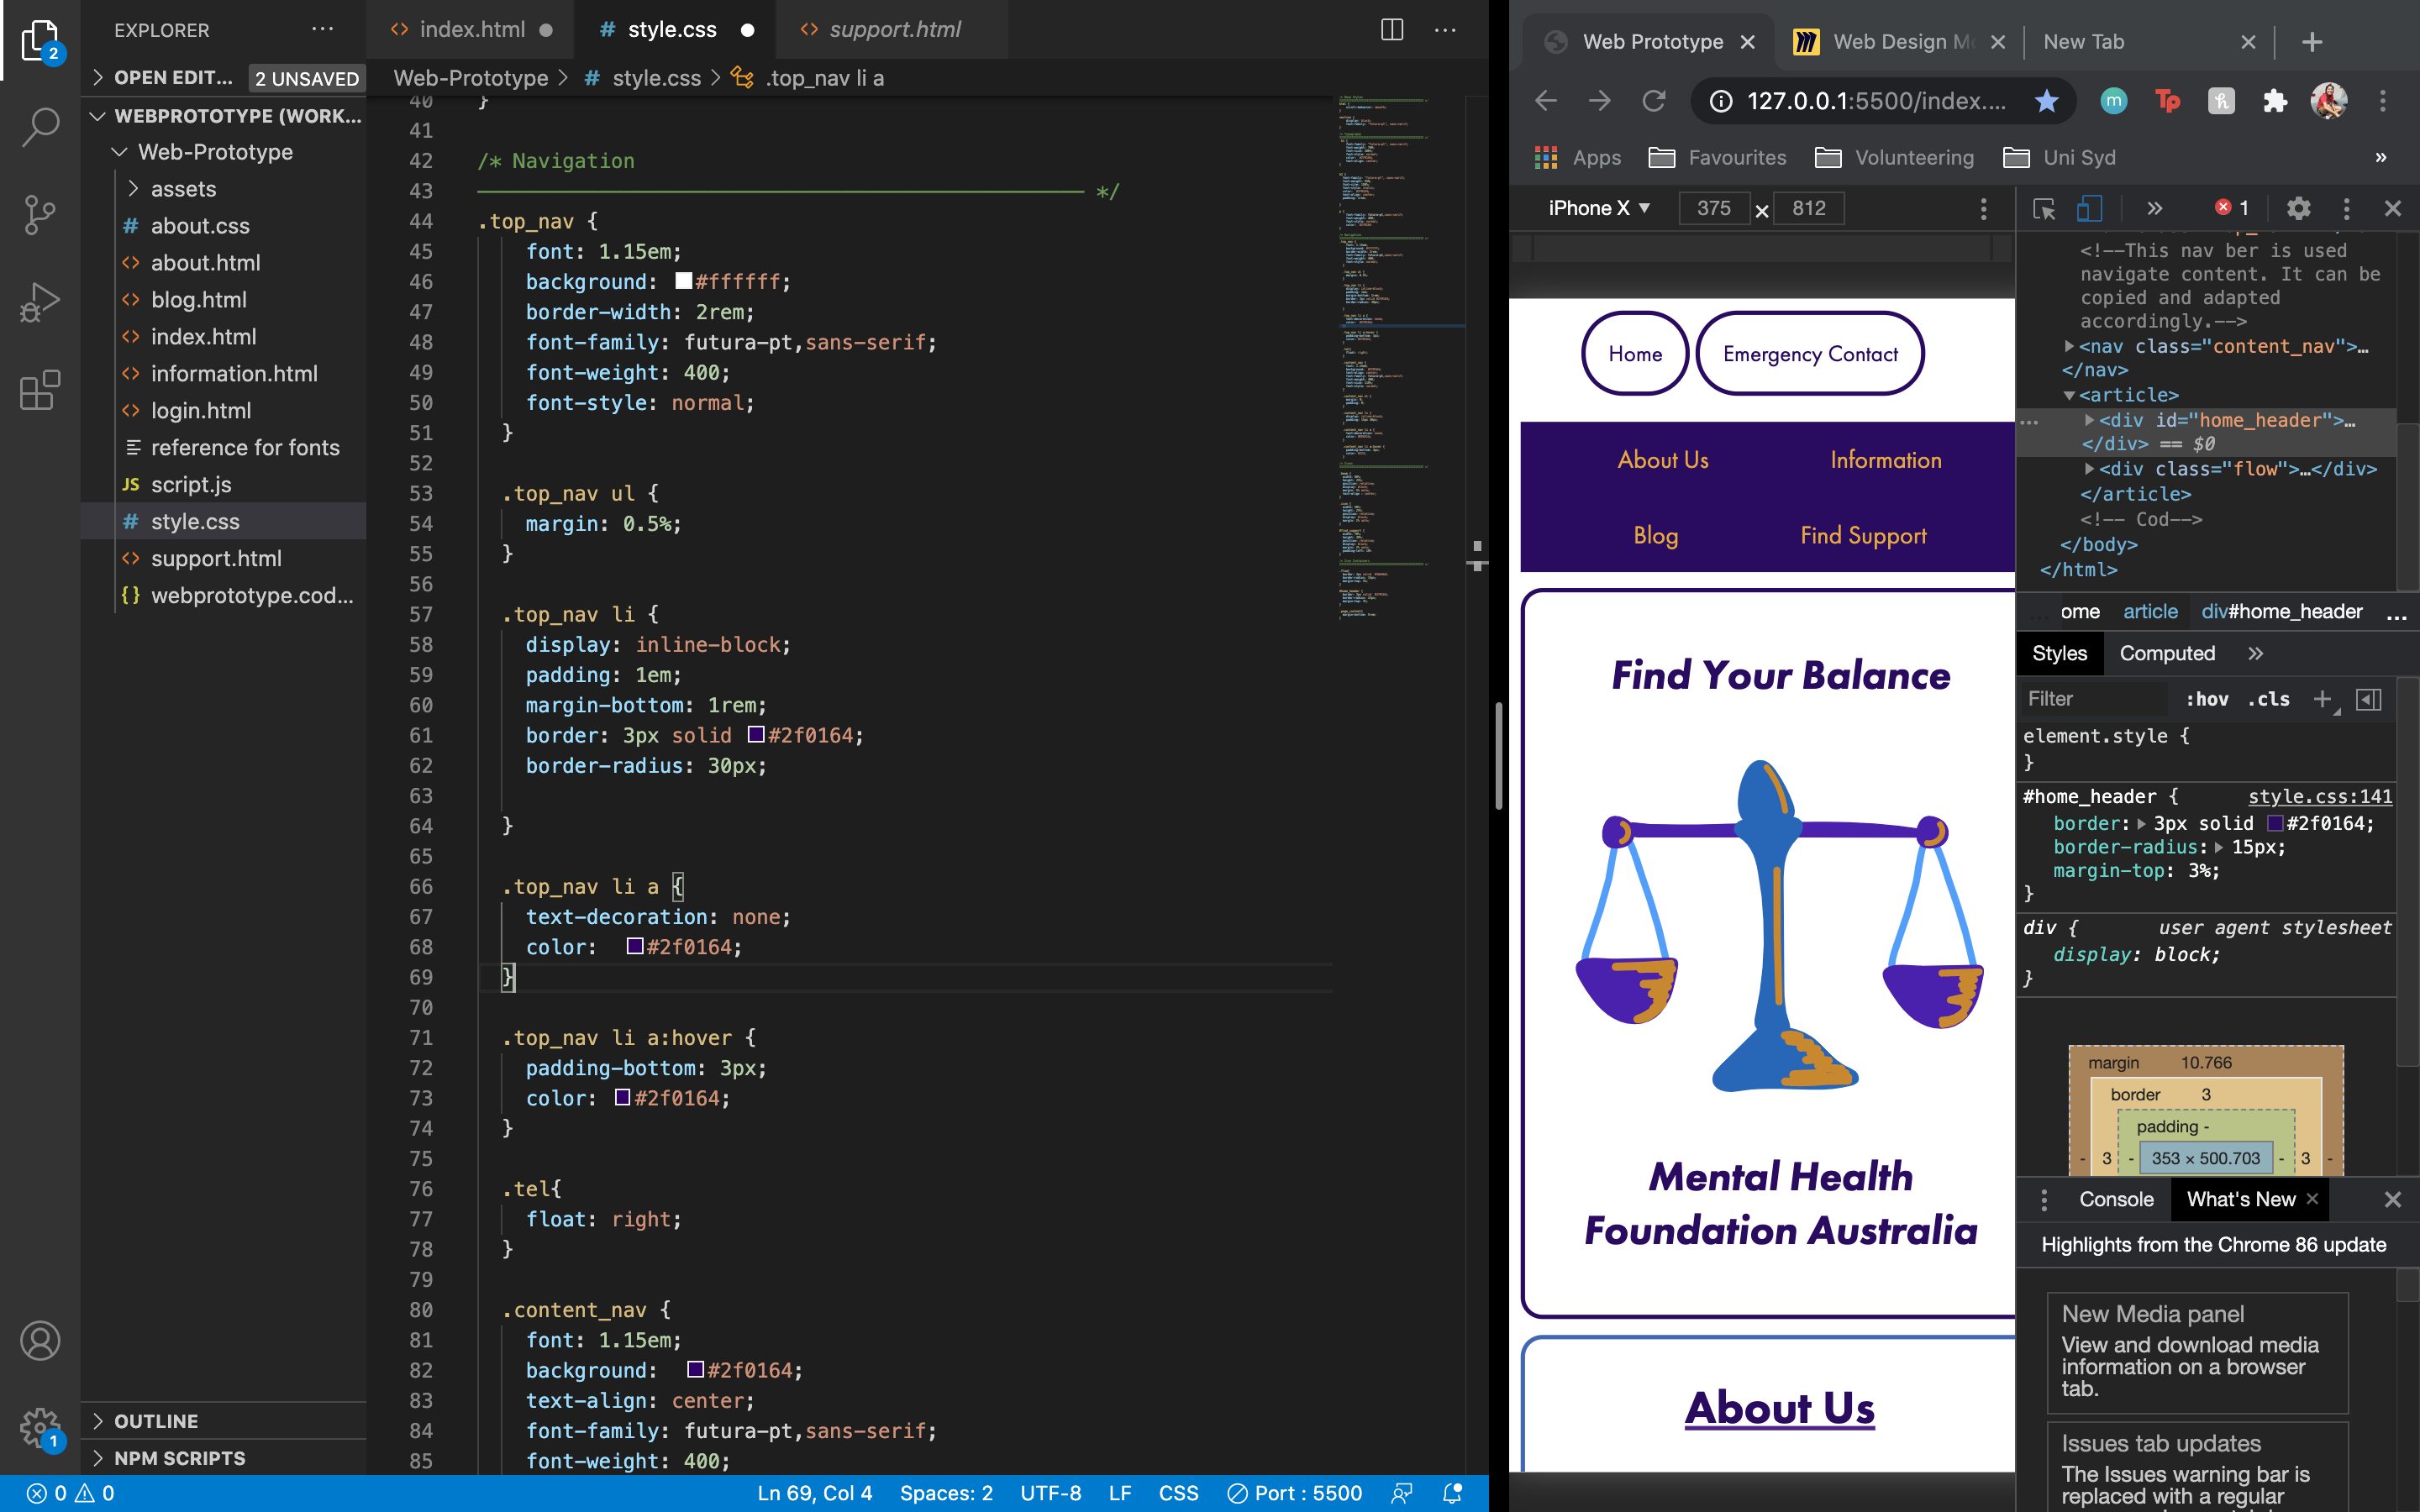 EXPLORER
OPEN EDIT... 2 UNSAVED
WEBPROTOTYPE (WORK...
Web-Prototype
assets
# about.css
<> about.html
<> blog.html
<> index.html
<> information.html
<> login.html
reference for fonts
JS script.js
# style.css
<> support.html
{} webprototype.cod...
OUTLINE
NPM SCRIPTS
2
1
<> index.html
# style.css
<> support.html
Web-Prototype > # style.css > .top_nav li a
40 }
41
42 /* Navigation
43 */
44 .top_nav {
45 font: 1.15em;
46 background: #ffffff;
47 border-width: 2rem;
48 font-family: futura-pt,sans-serif;
49 font-weight: 400;
50 font-style: normal;
51 }
52
53 .top_nav ul {
54 margin: 0.5%;
55 }
56
57 .top_nav li {
58 display: inline-block;
59 padding: 1em;
60 margin-bottom: 1rem;
61 border: 3px solid #2f0164;
62 border-radius: 30px;
63
64 }
65
66 .top_nav li a {
67 text-decoration: none;
68 color: #2f0164;
69 }
70
71 .top_nav li a:hover {
72 padding-bottom: 3px;
73 color: #2f0164;
74 }
75
76 .tel{
77 float: right;
78 }
79
80 .content_nav {
81 font: 1.15em;
82 background: #2f0164;
83 text-align: center;
84 font-family: futura-pt,sans-serif;
85 font-weight: 400;
0 0
Ln 69, Col 4 Spaces: 2 UTF-8 LF CSS Port : 5500
Web Prototype
Web Design Mo
New Tab
127.0.0.1:5500/index....
m Tp h
Apps Favourites Volunteering Uni Syd »
iPhone X ▼ 375 × 812
Home
Emergency Contact
About Us
Information
Blog
Find Support
Find Your Balance
Mental Health
Foundation Australia
About Us
» 1
<!--This nav ber is used
navigate content. It can be
copied and adapted
accordingly.-->
<nav class="content_nav">…
</nav>
<article>
<div id="home_header">…
</div> == $0
<div class="flow">…</div>
</article>
<!-- Cod-->
</body>
</html>
... ome article div#home_header ...
Styles Computed »
Filter :hov .cls +
element.style {
}
#home_header { style.css:141
border: 3px solid #2f0164;
border-radius: 15px;
margin-top: 3%;
}
div { user agent stylesheet
display: block;
}
margin 10.766
border 3
padding -
- 3 - 353 × 500.703 - 3 -
Console What's New
Highlights from the Chrome 86 update
New Media panel
View and download media
information on a browser
tab.
Issues tab updates
The Issues warning bar is
replaced with a regular